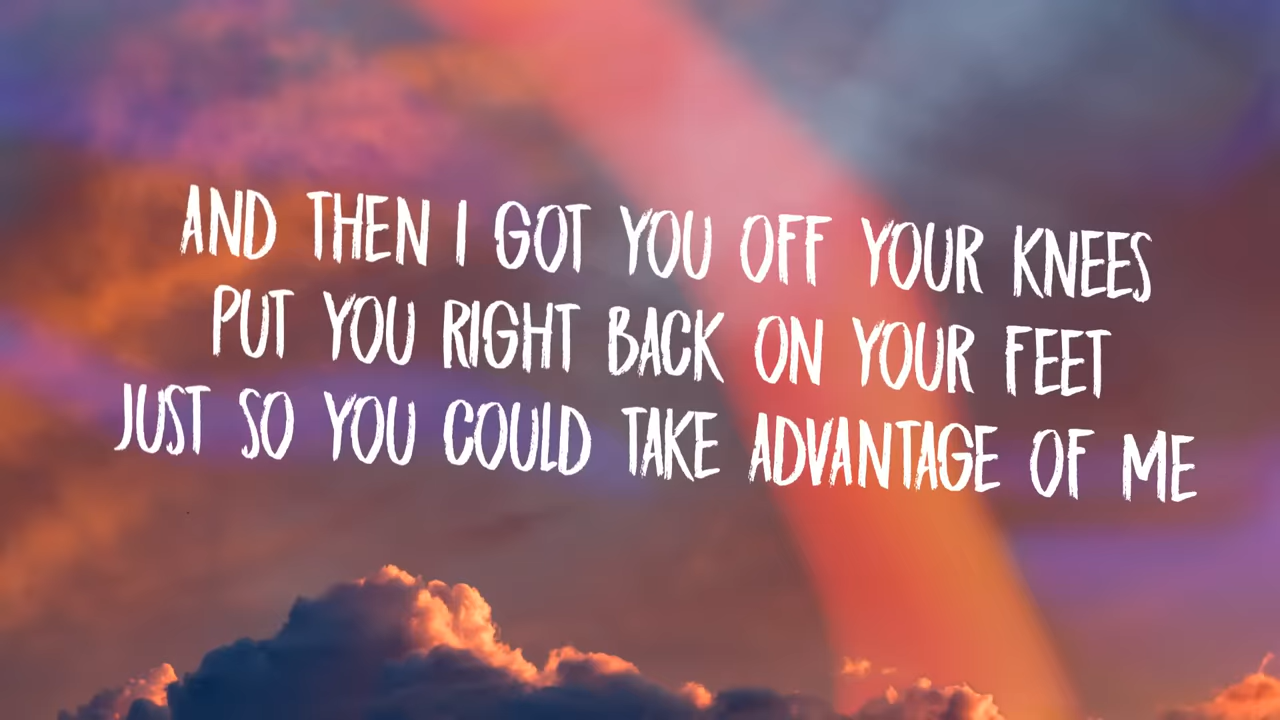 AND THEN I GOT YOU OFF YOUR KNEES
PUT YOU RIGHT BACK ON YOUR FEET
JUST SO YOU COULD TAKE ADVANTAGE OF ME